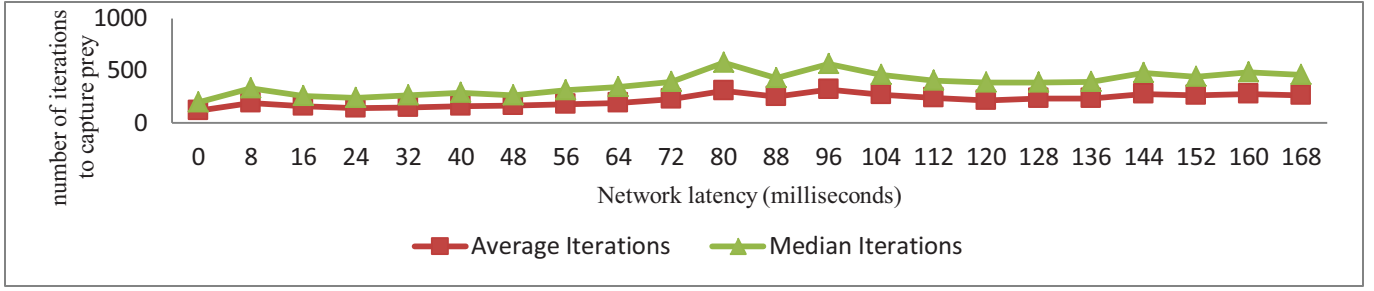 number of iterations
to capture prey
1000
500
0
0 8 16 24 32 40 48 56 64 72 80 88 96 104 112 120 128 136 144 152 160 168
Network latency (milliseconds)
Average Iterations Median Iterations